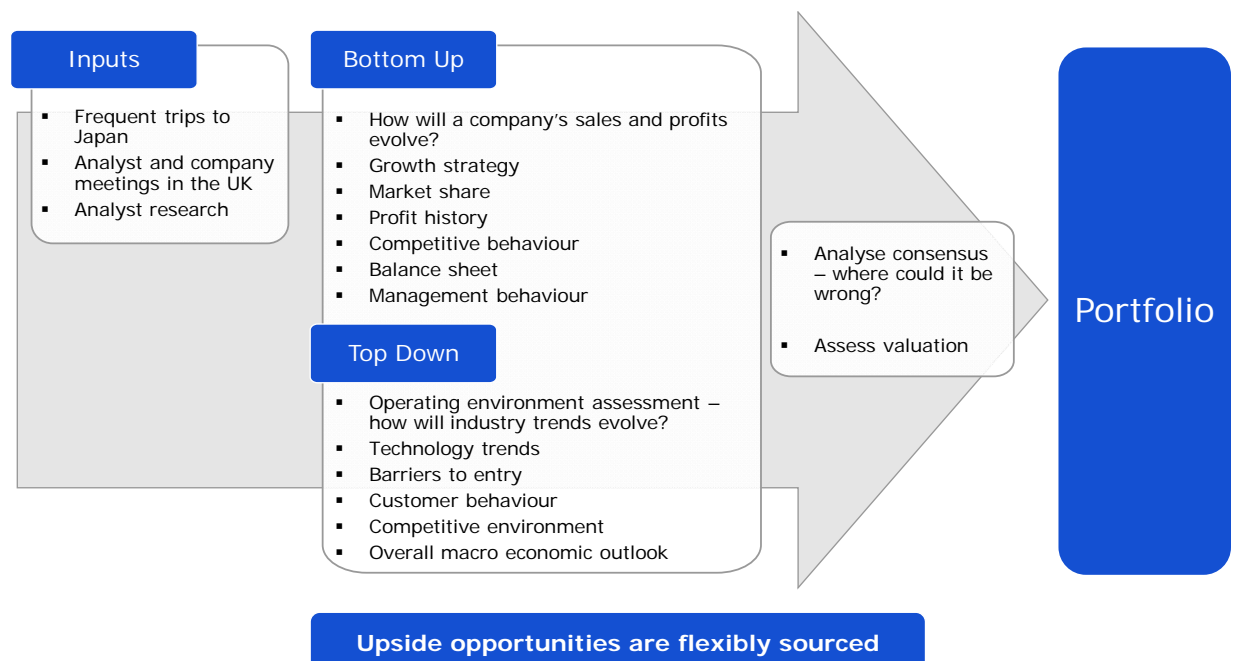 Inputs
Frequent trips to
Japan
Analyst and company
meetings in the UK
Analyst research
Bottom Up
How will a company's sales and profits
evolve?
Growth strategy
Market share
Profit history
Competitive behaviour
Balance sheet
Management behaviour
Top Down
Operating environment assessment –
how will industry trends evolve?
Technology trends
Barriers to entry
Customer behaviour
Competitive environment
Overall macro economic outlook
Analyse consensus
– where could it be
wrong?
Assess valuation
Portfolio
Upside opportunities are flexibly sourced